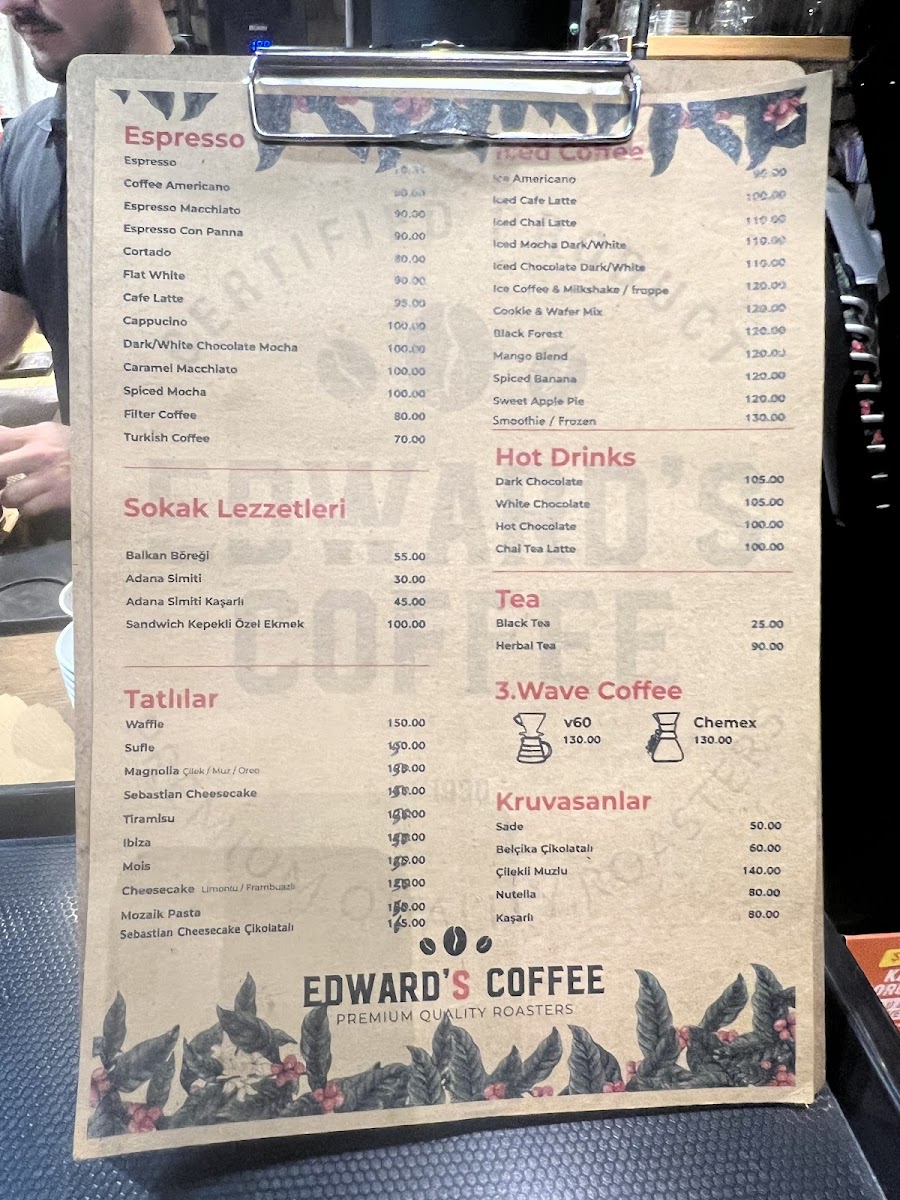 Espresso
Espresso
Coffee Americano
Espresso Macchiato 90.00
Espresso Con Panna 90.00
Cortado 80.00
Flat White 90.00
Cafe Latte 95.00
Cappucino 100.00
Dark/White Chocolate Mocha 100.00
Caramel Macchiato 100.00
Spiced Mocha 100.00
Filter Coffee 80.00
Turkish Coffee 70.00
Sokak Lezzetleri
Balkan Böreği 55.00
Adana Simiti 30.00
Adana Simiti Kaşarlı 45.00
Sandwich Kepekli Özel Ekmek 100.00
Tatlılar
Waffle 150.00
Sufle
Magnolia Çilek / Muz / Oreo
Sebastian Cheesecake
Tiramisu
Ibiza
Mois
Cheesecake Limonlu / Frambuazlı
Mozaik Pasta
Sebastian Cheesecake Çikolatalı
Iced Coffee
Ice Americano 90.00
Iced Cafe Latte 100.00
Iced Chai Latte 110.00
Iced Mocha Dark/White 110.00
Iced Chocolate Dark/White 110.00
Ice Coffee & Milkshake / frappe 120.00
Cookie & Wafer Mix 120.00
Black Forest 120.00
Mango Blend 120.00
Spiced Banana 120.00
Sweet Apple Pie 120.00
Smoothie / Frozen 130.00
Hot Drinks
Dark Chocolate 105.00
White Chocolate 105.00
Hot Chocolate 100.00
Chai Tea Latte 100.00
Tea
Black Tea 25.00
Herbal Tea 90.00
3.Wave Coffee
v60 Chemex
130.00 130.00
Kruvasanlar
Sade 50.00
Belçika Çikolatalı 60.00
Çilekli Muzlu 140.00
Nutella 80.00
Kaşarlı 80.00
EDWARD'S COFFEE
PREMIUM QUALITY ROASTERS